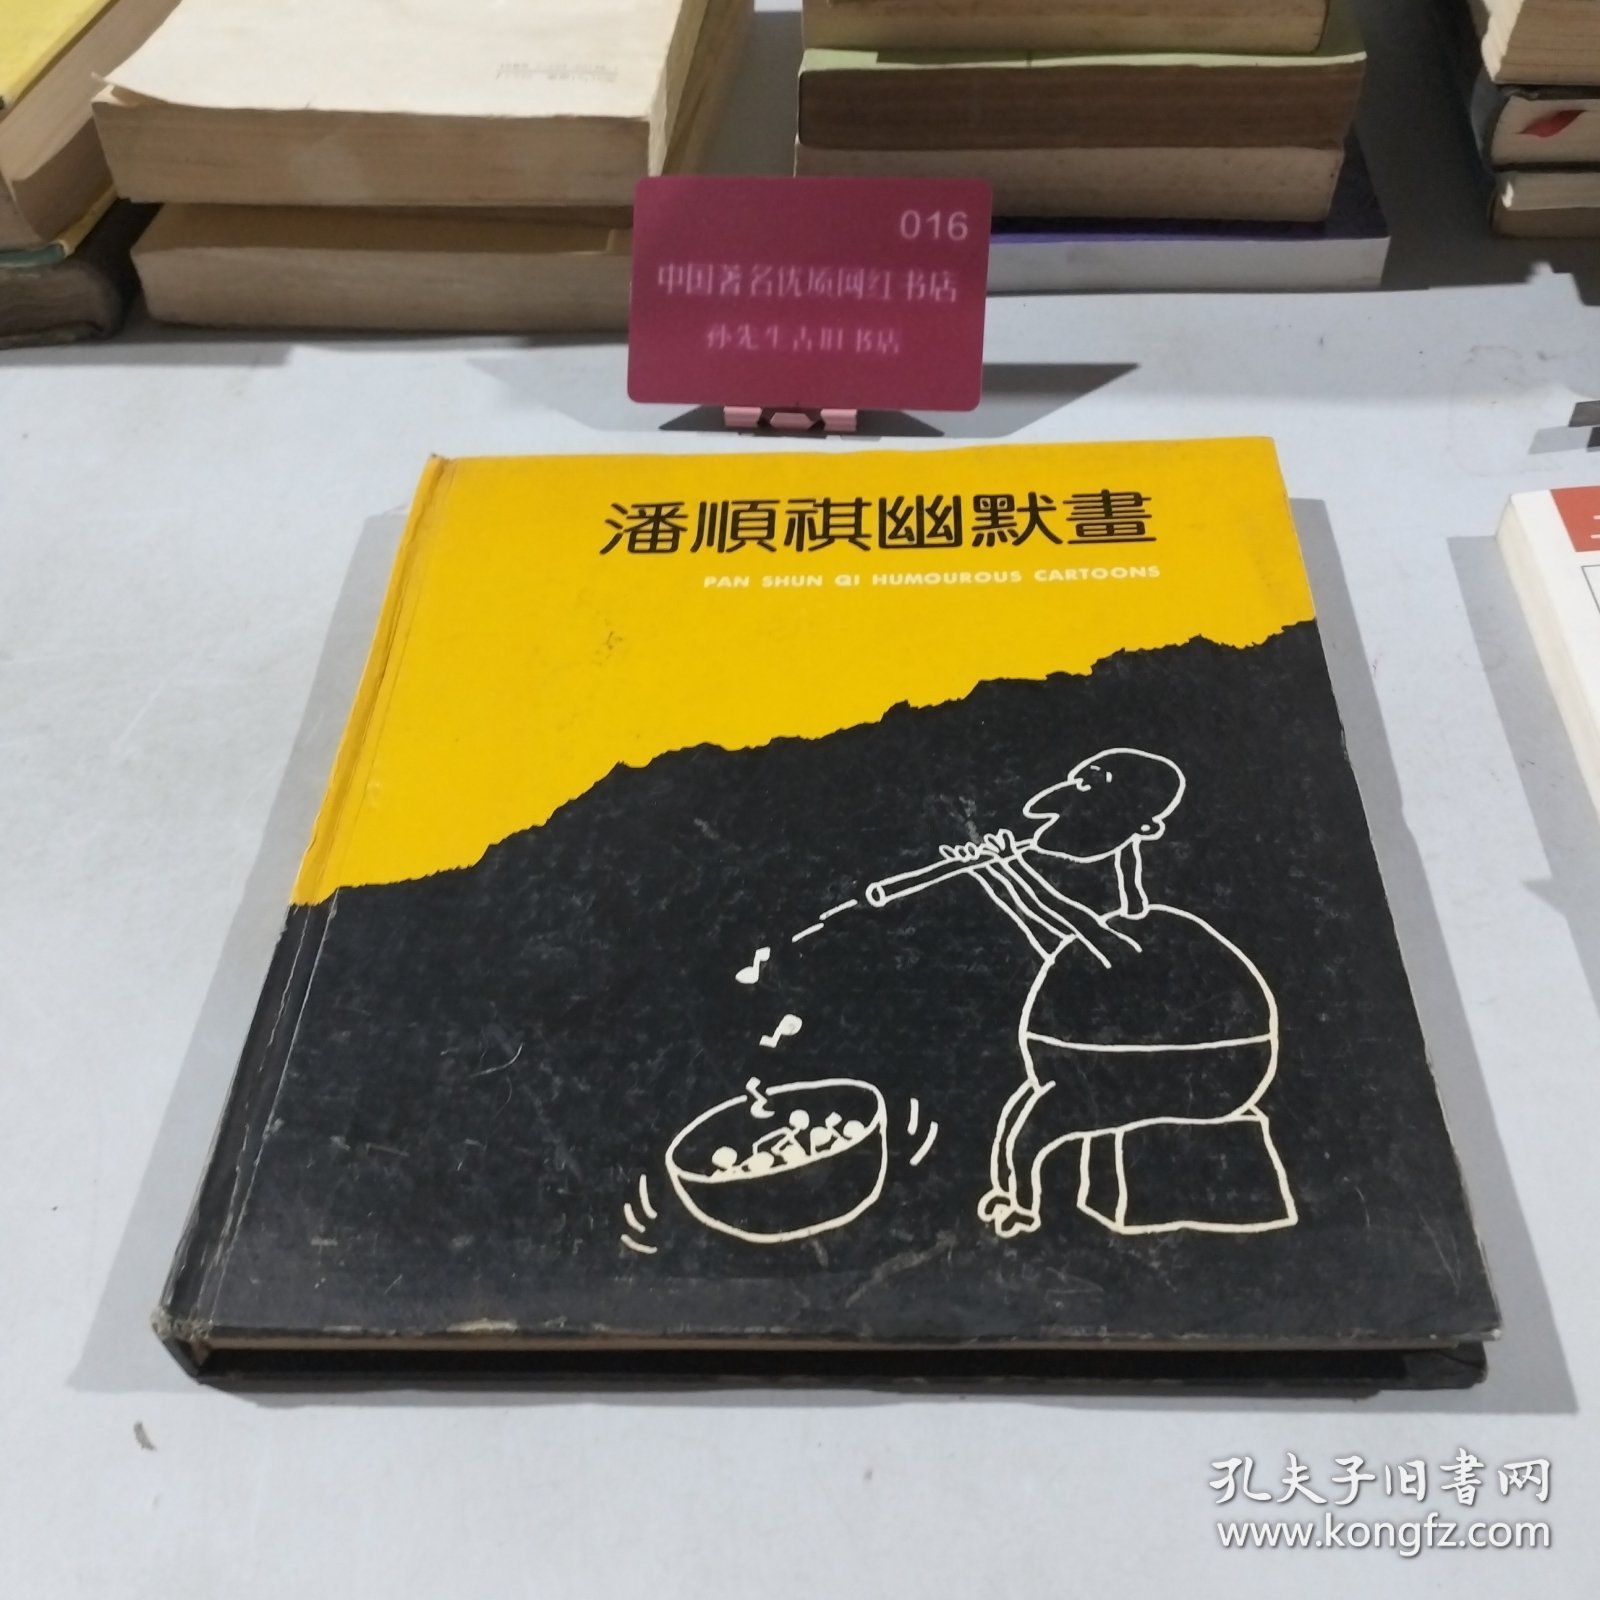 016
中国著名优质网红书店
孙先生古旧书店
潘順祺幽默畫
PAN SHUN QI HUMOUROUS CARTOONS
孔夫子旧書网
www.kongfz.com